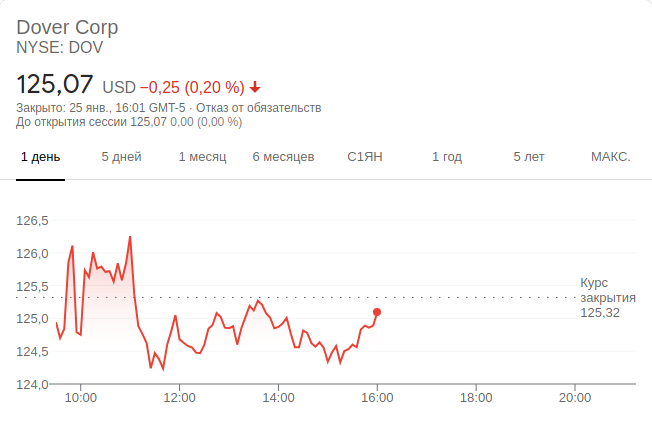 Dover Corp
NYSE: DOV
125,07 USD −0,25 (0,20 %)
Закрыто: 25 янв., 16:01 GMT-5 · Отказ от обязательств
До открытия сессии 125,07 0,00 (0,00 %)
1 день 5 дней 1 месяц 6 месяцев С1ЯН 1 год 5 лет МАКС.
126,5
126,0
125,5
Курс
закрытия
125,32
125,0
124,5
124,0
10:00 12:00 14:00 16:00 18:00 20:00